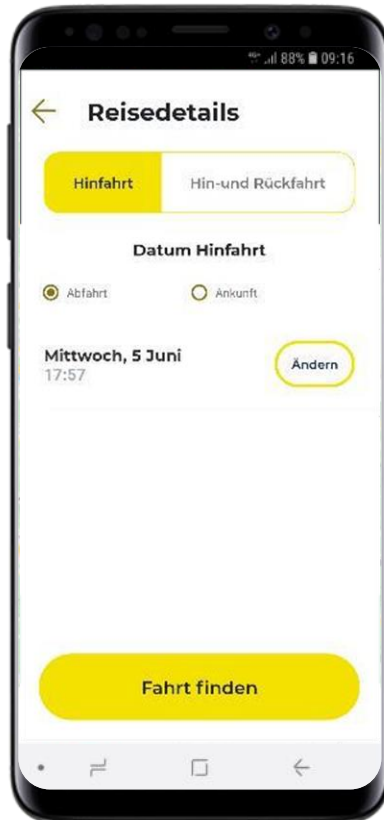 88% 09:16
Reisedetails
Hinfahrt Hin-und Rückfahrt
Datum Hinfahrt
Abfahrt Ankunft
Mittwoch, 5 Juni
17:57
Ändern
Fahrt finden